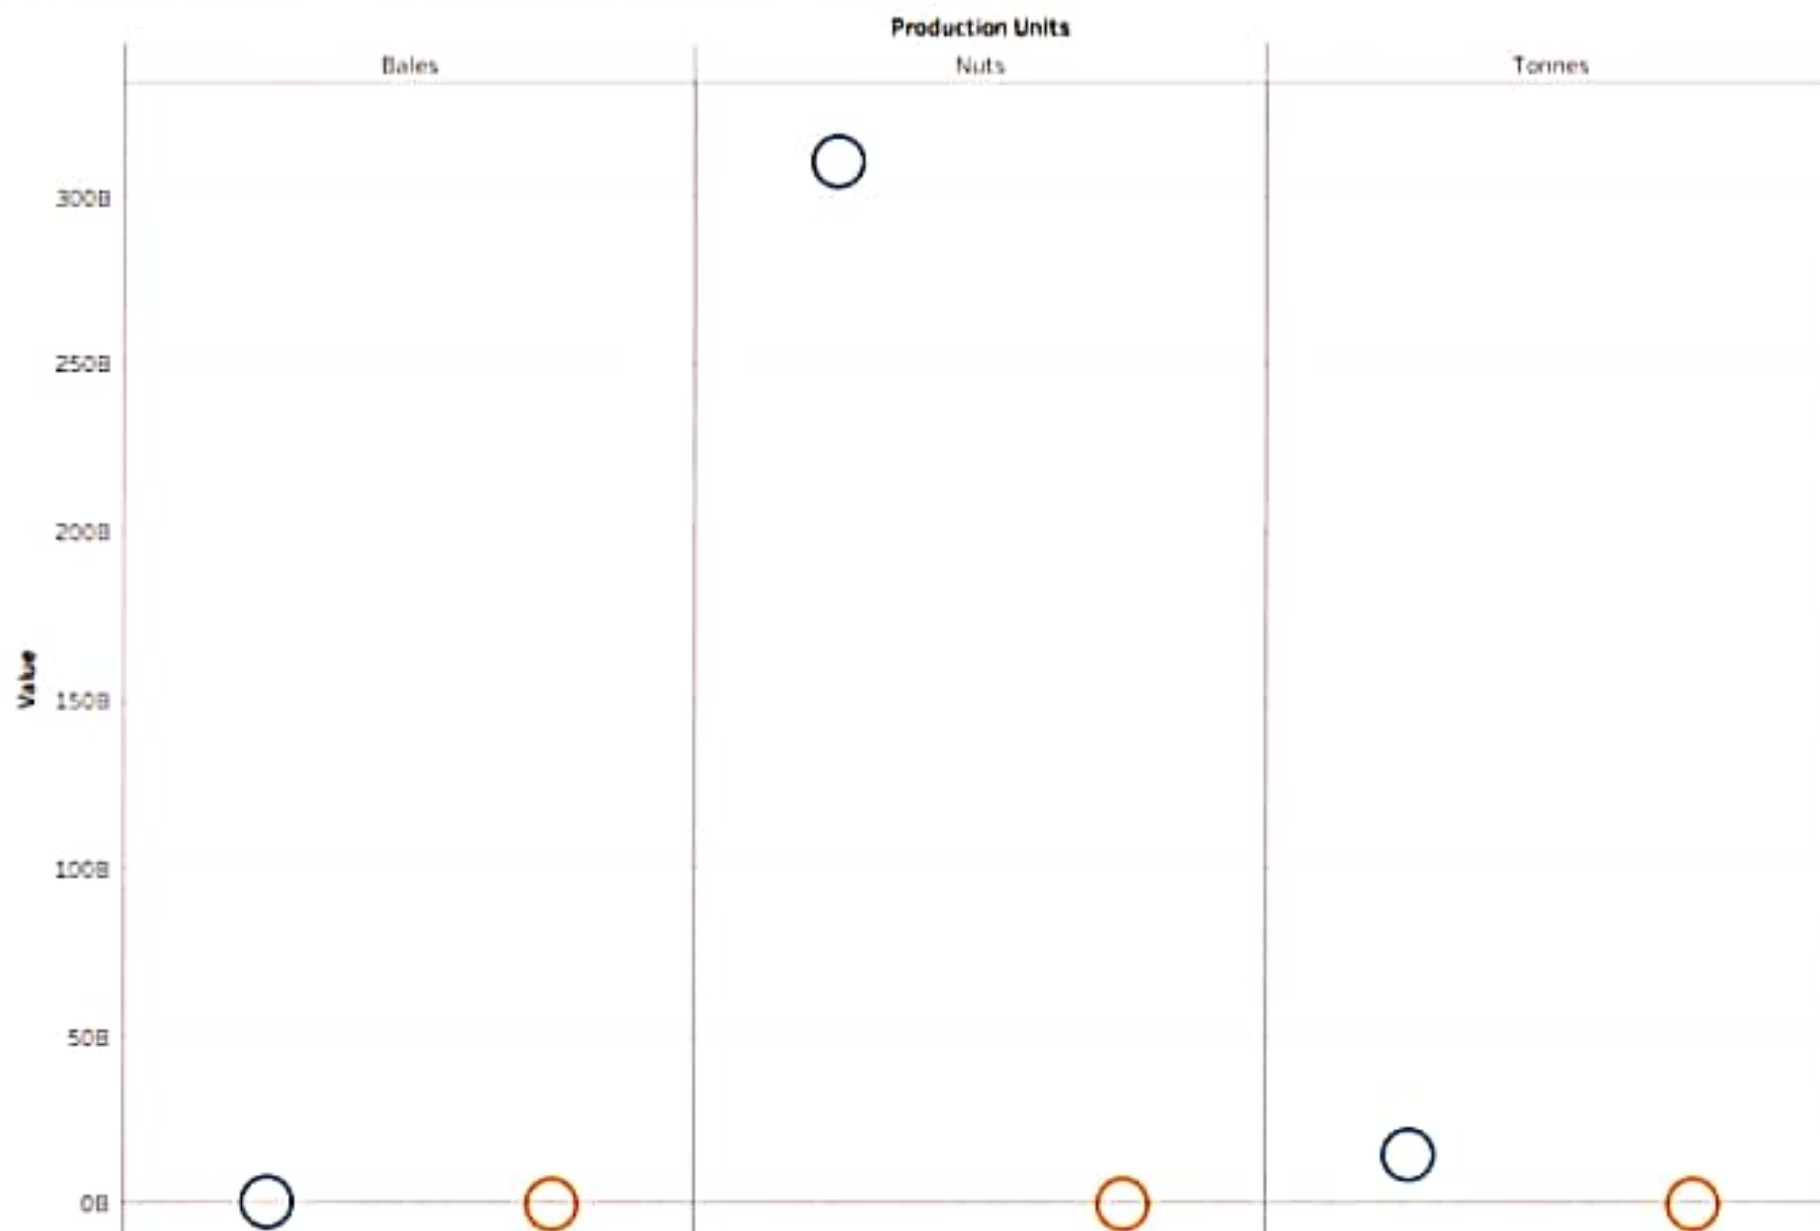 Production Units
Bales Nuts Tonnes
300B
250B
200B
Value
150B
100B
50B
0B